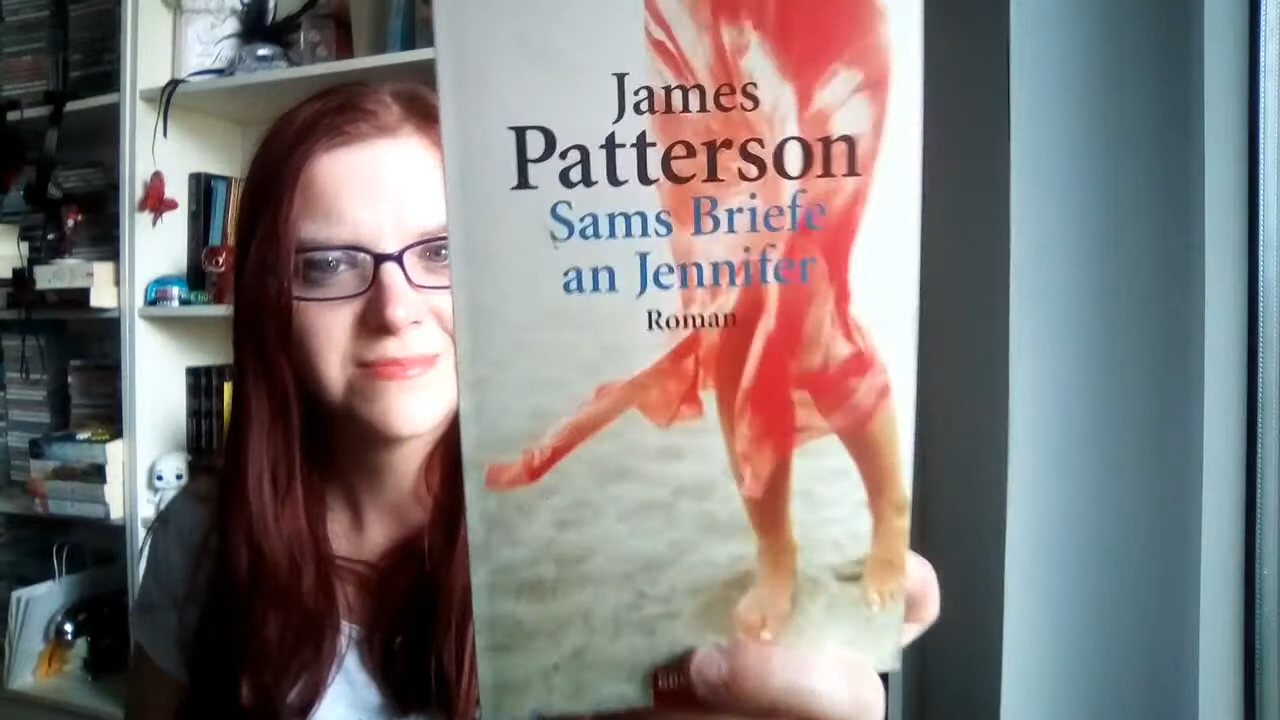 James
Patterson
Sams Briefe
an Jennifer
Roman